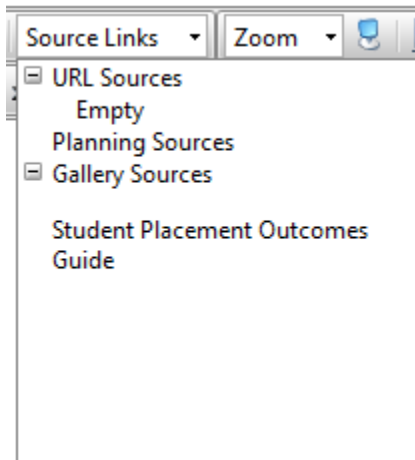 Source Links Zoom
URL Sources
Empty
Planning Sources
Gallery Sources
Student Placement Outcomes
Guide